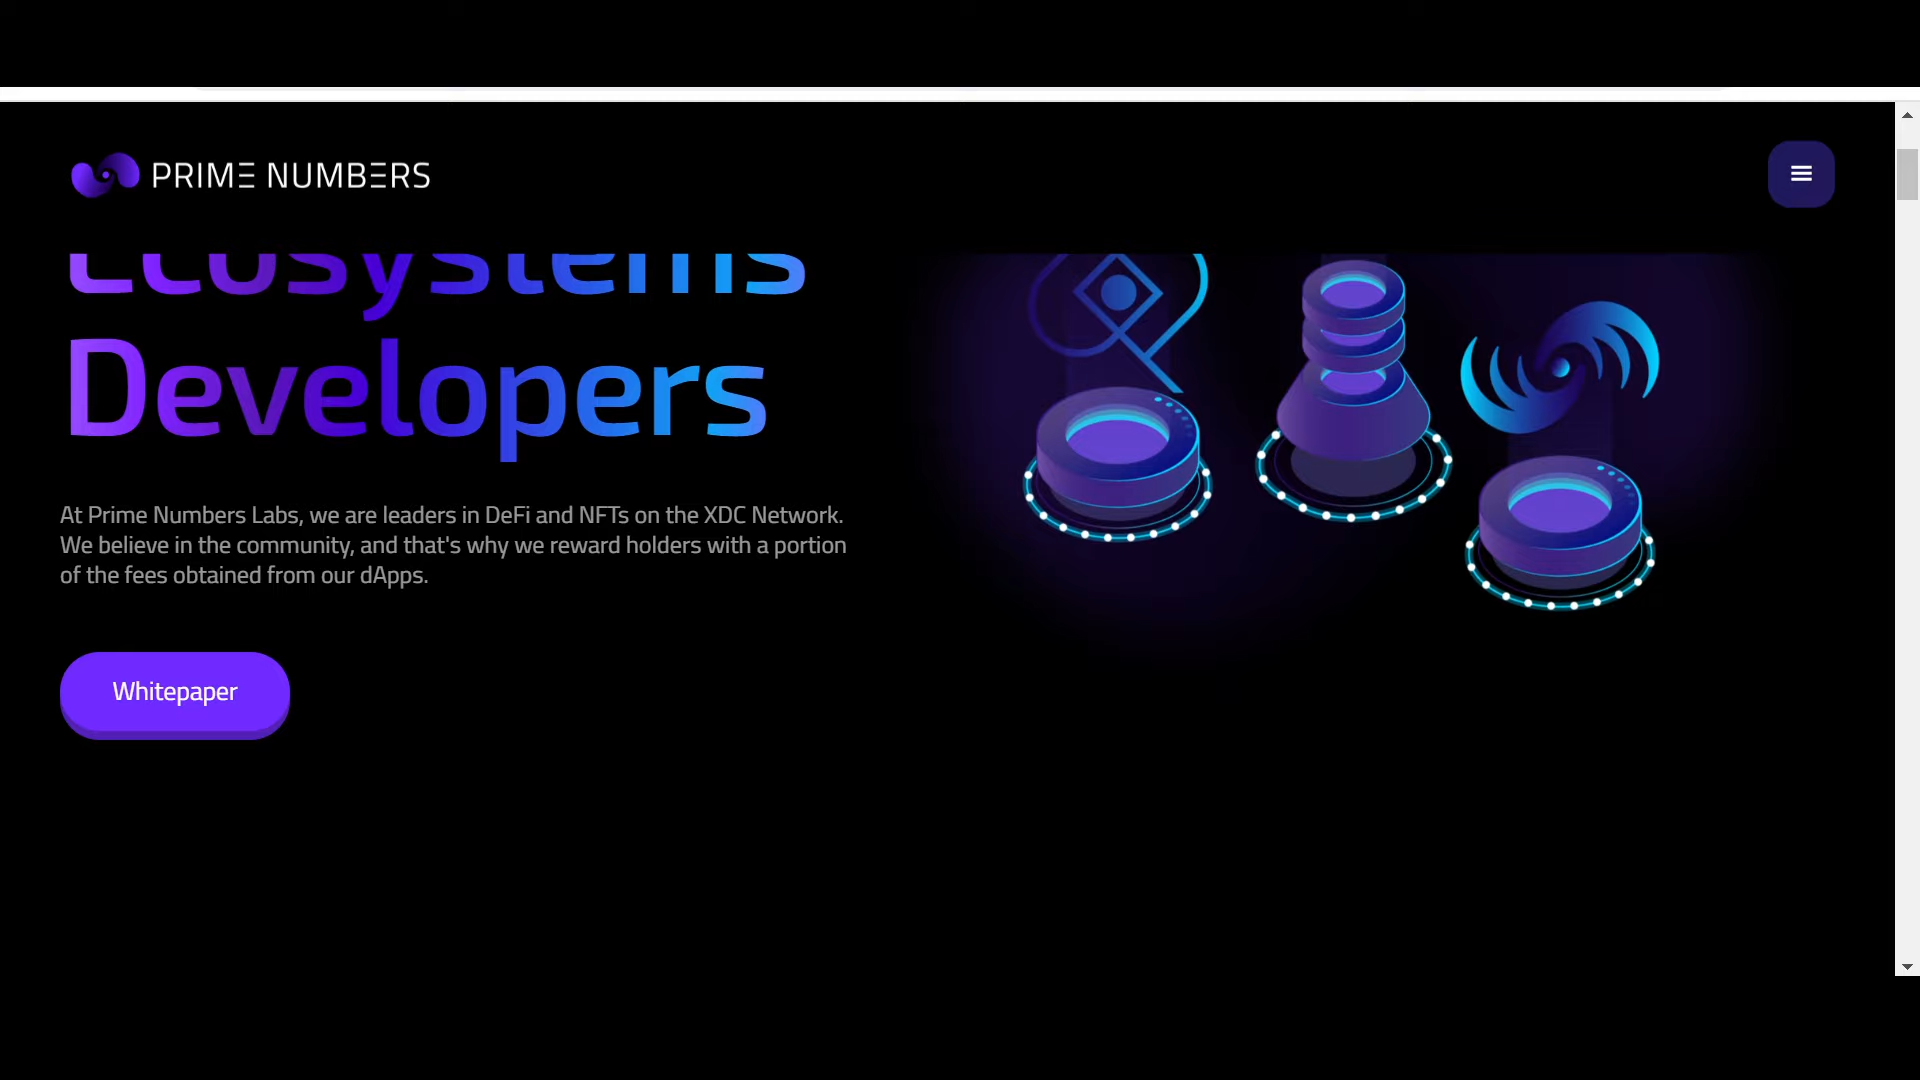 PRIME NUMBERS
Ecosystems
Developers
At Prime Numbers Labs, we are leaders in DeFi and NFTs on the XDC Network.
We believe in the community, and that's why we reward holders with a portion
of the fees obtained from our dApps.
Whitepaper